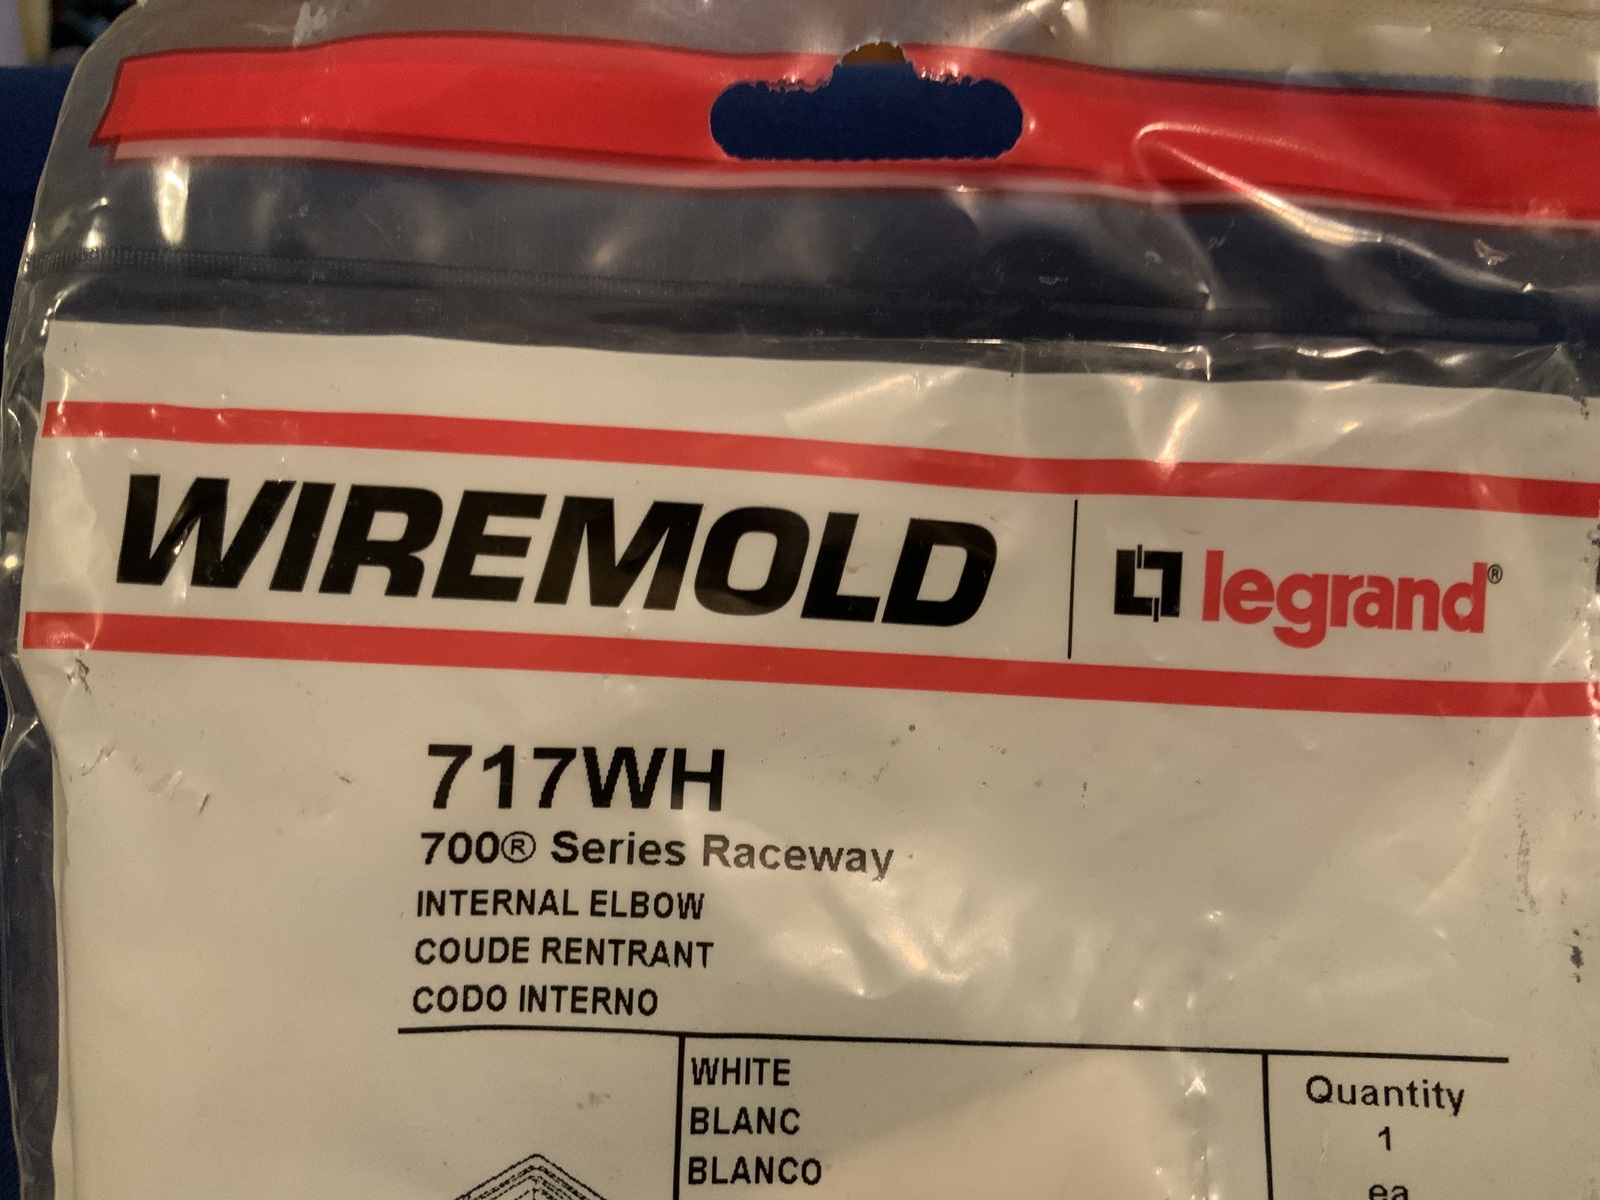 WIREMOLD
legrand®
717WH
700® Series Raceway
INTERNAL ELBOW
COUDE RENTRANT
CODO INTERNO
WHITE
BLANC
BLANCO
Quantity
1
ea